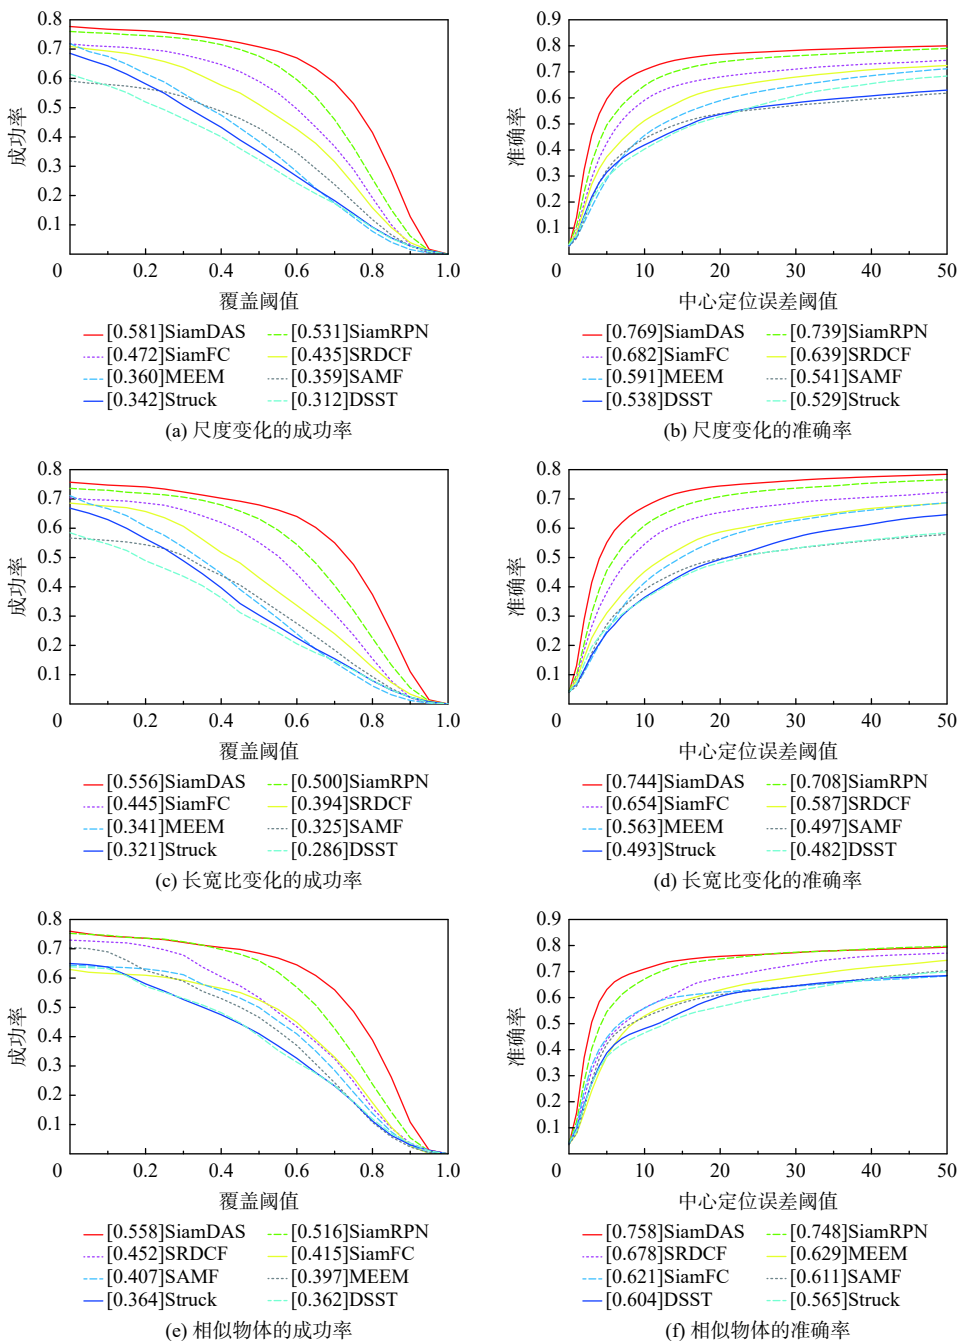 0.8
0.7
0.6
0.5
0.4
0.3
0.2
0.1
成功率
0 0.2 0.4 0.6 0.8 1.0
覆盖阈值
[0.581]SiamDAS [0.531]SiamRPN
[0.472]SiamFC [0.435]SRDCF
[0.360]MEEM [0.359]SAMF
[0.342]Struck [0.312]DSST
(a) 尺度变化的成功率
0.9
0.8
0.7
0.6
0.5
0.4
0.3
0.2
0.1
准确率
0 10 20 30 40 50
中心定位误差阈值
[0.769]SiamDAS [0.739]SiamRPN
[0.682]SiamFC [0.639]SRDCF
[0.591]MEEM [0.541]SAMF
[0.538]DSST [0.529]Struck
(b) 尺度变化的准确率
0.8
0.7
0.6
0.5
0.4
0.3
0.2
0.1
成功率
0 0.2 0.4 0.6 0.8 1.0
覆盖阈值
[0.556]SiamDAS [0.500]SiamRPN
[0.445]SiamFC [0.394]SRDCF
[0.341]MEEM [0.325]SAMF
[0.321]Struck [0.286]DSST
(c) 长宽比变化的成功率
0.8
0.7
0.6
0.5
0.4
0.3
0.2
0.1
准确率
0 10 20 30 40 50
中心定位误差阈值
[0.744]SiamDAS [0.708]SiamRPN
[0.654]SiamFC [0.587]SRDCF
[0.563]MEEM [0.497]SAMF
[0.493]Struck [0.482]DSST
(d) 长宽比变化的准确率
0.8
0.7
0.6
0.5
0.4
0.3
0.2
0.1
成功率
0 0.2 0.4 0.6 0.8 1.0
覆盖阈值
[0.558]SiamDAS [0.516]SiamRPN
[0.452]SRDCF [0.415]SiamFC
[0.407]SAMF [0.397]MEEM
[0.364]Struck [0.362]DSST
(e) 相似物体的成功率
0.9
0.8
0.7
0.6
0.5
0.4
0.3
0.2
0.1
准确率
0 10 20 30 40 50
中心定位误差阈值
[0.758]SiamDAS [0.748]SiamRPN
[0.678]SRDCF [0.629]MEEM
[0.621]SiamFC [0.611]SAMF
[0.604]DSST [0.565]Struck
(f) 相似物体的准确率